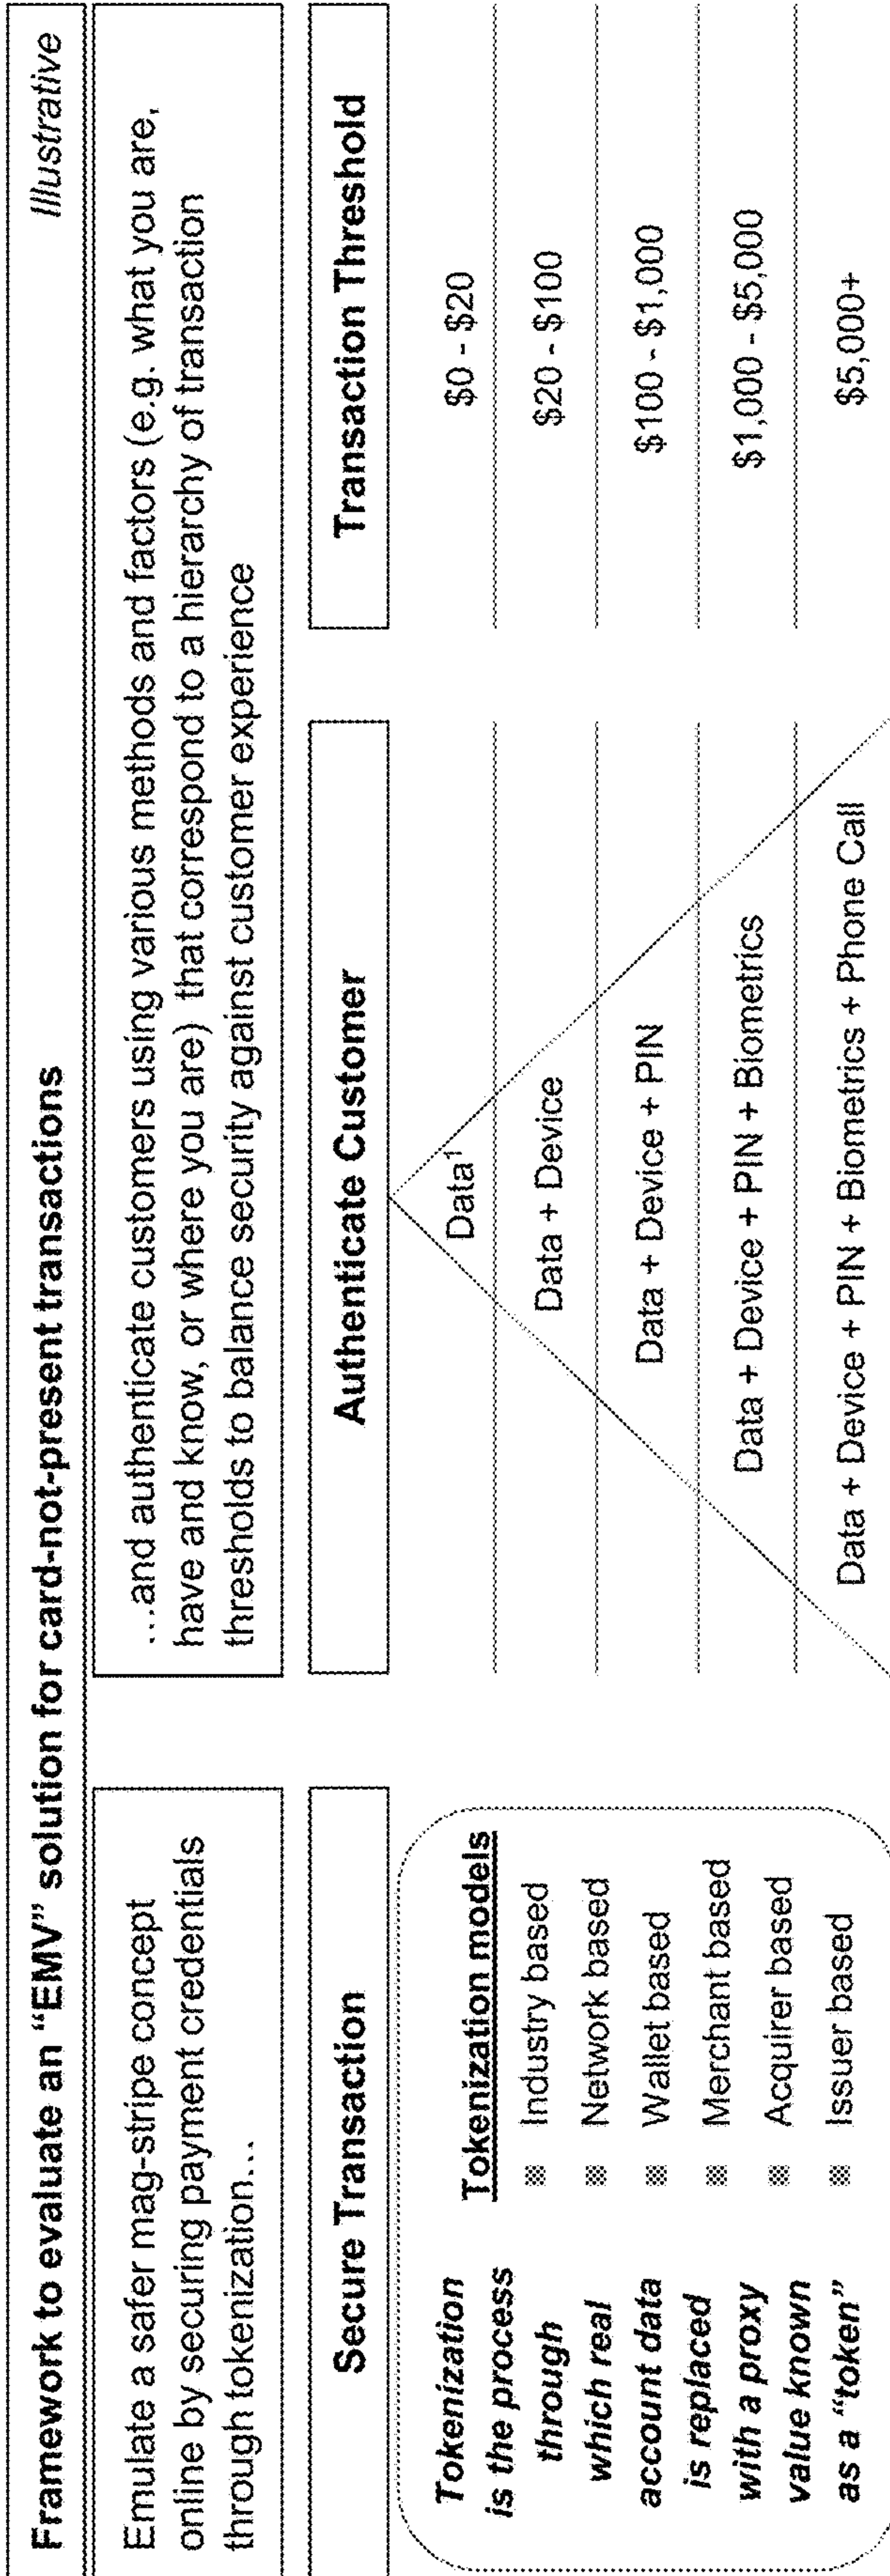 Framework to evaluate an “EMV” solution for card-not-present transactions
Illustrative
Emulate a safer mag-stripe concept
online by securing payment credentials
through tokenization...
...and authenticate customers using various methods and factors (e.g. what you are,
have and know, or where you are) that correspond to a hierarchy of transaction
thresholds to balance security against customer experience
Secure Transaction
Authenticate Customer
Transaction Threshold
Tokenization
is the process
through
which real
account data
is replaced
with a proxy
value known
as a “token”
Tokenization models
Industry based
Network based
Wallet based
Merchant based
Acquirer based
Issuer based
Data¹
$0 - $20
Data + Device
$20 - $100
Data + Device + PIN
$100 - $1,000
Data + Device + PIN + Biometrics
$1,000 - $5,000
Data + Device + PIN + Biometrics + Phone Call
$5,000+